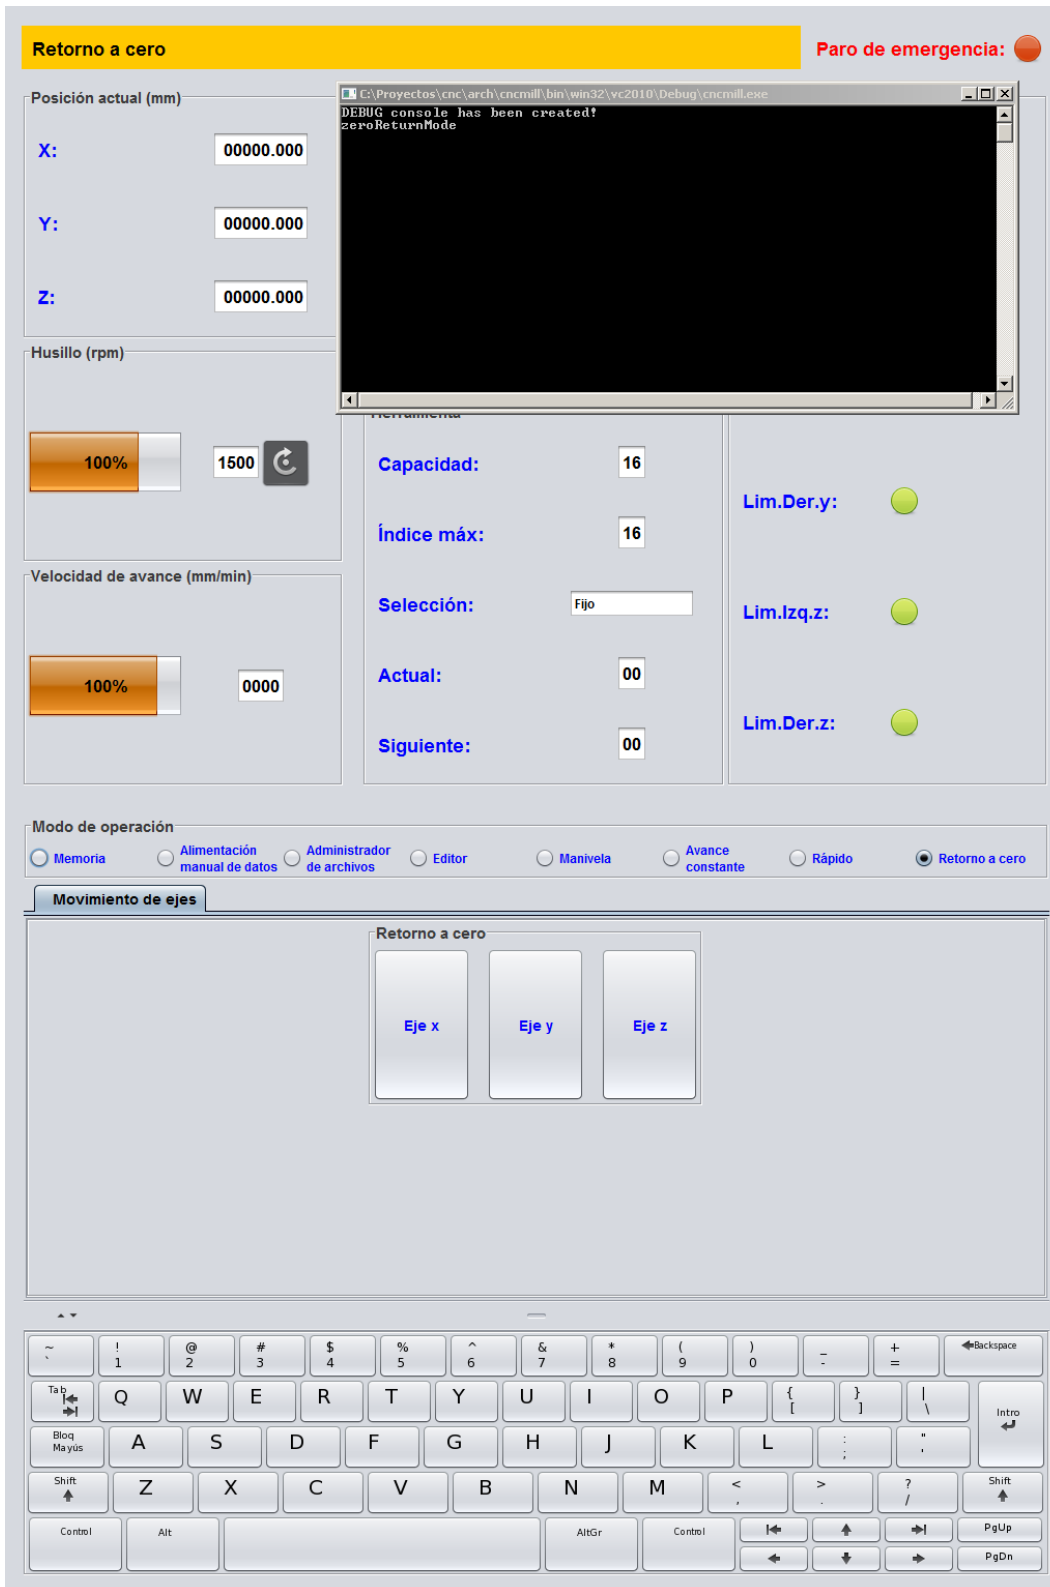 Retorno a cero
Paro de emergencia:
Posición actual (mm)
X: 00000.000
Y: 00000.000
Z: 00000.000
C:\Proyectos\cnc\arch\cncmill\bin\win32\vc2010\Debug\cncmill.exe
DEBUG console has been created!
zeroReturnMode
Husillo (rpm)
100% 1500
Velocidad de avance (mm/min)
100% 0000
Herramienta
Capacidad: 16
Índice máx: 16
Selección: Fijo
Actual: 00
Siguiente: 00
Lim.Der.y:
Lim.Izq.z:
Lim.Der.z:
Modo de operación
Memoria
Alimentación
manual de datos
Administrador
de archivos
Editor
Manivela
Avance
constante
Rápido
Retorno a cero
Movimiento de ejes
Retorno a cero
Eje x Eje y Eje z
~ ! @ # $ % ^ & * ( ) _ + Backspace
` 1 2 3 4 5 6 7 8 9 0 - =
Tab Q W E R T Y U I O P { } |
[ ] \ Intro
Bloq
Mayús A S D F G H J K L : "
; '
Shift Z X C V B N M < > ? Shift
, . /
Control Alt AltGr Control PgUp
PgDn